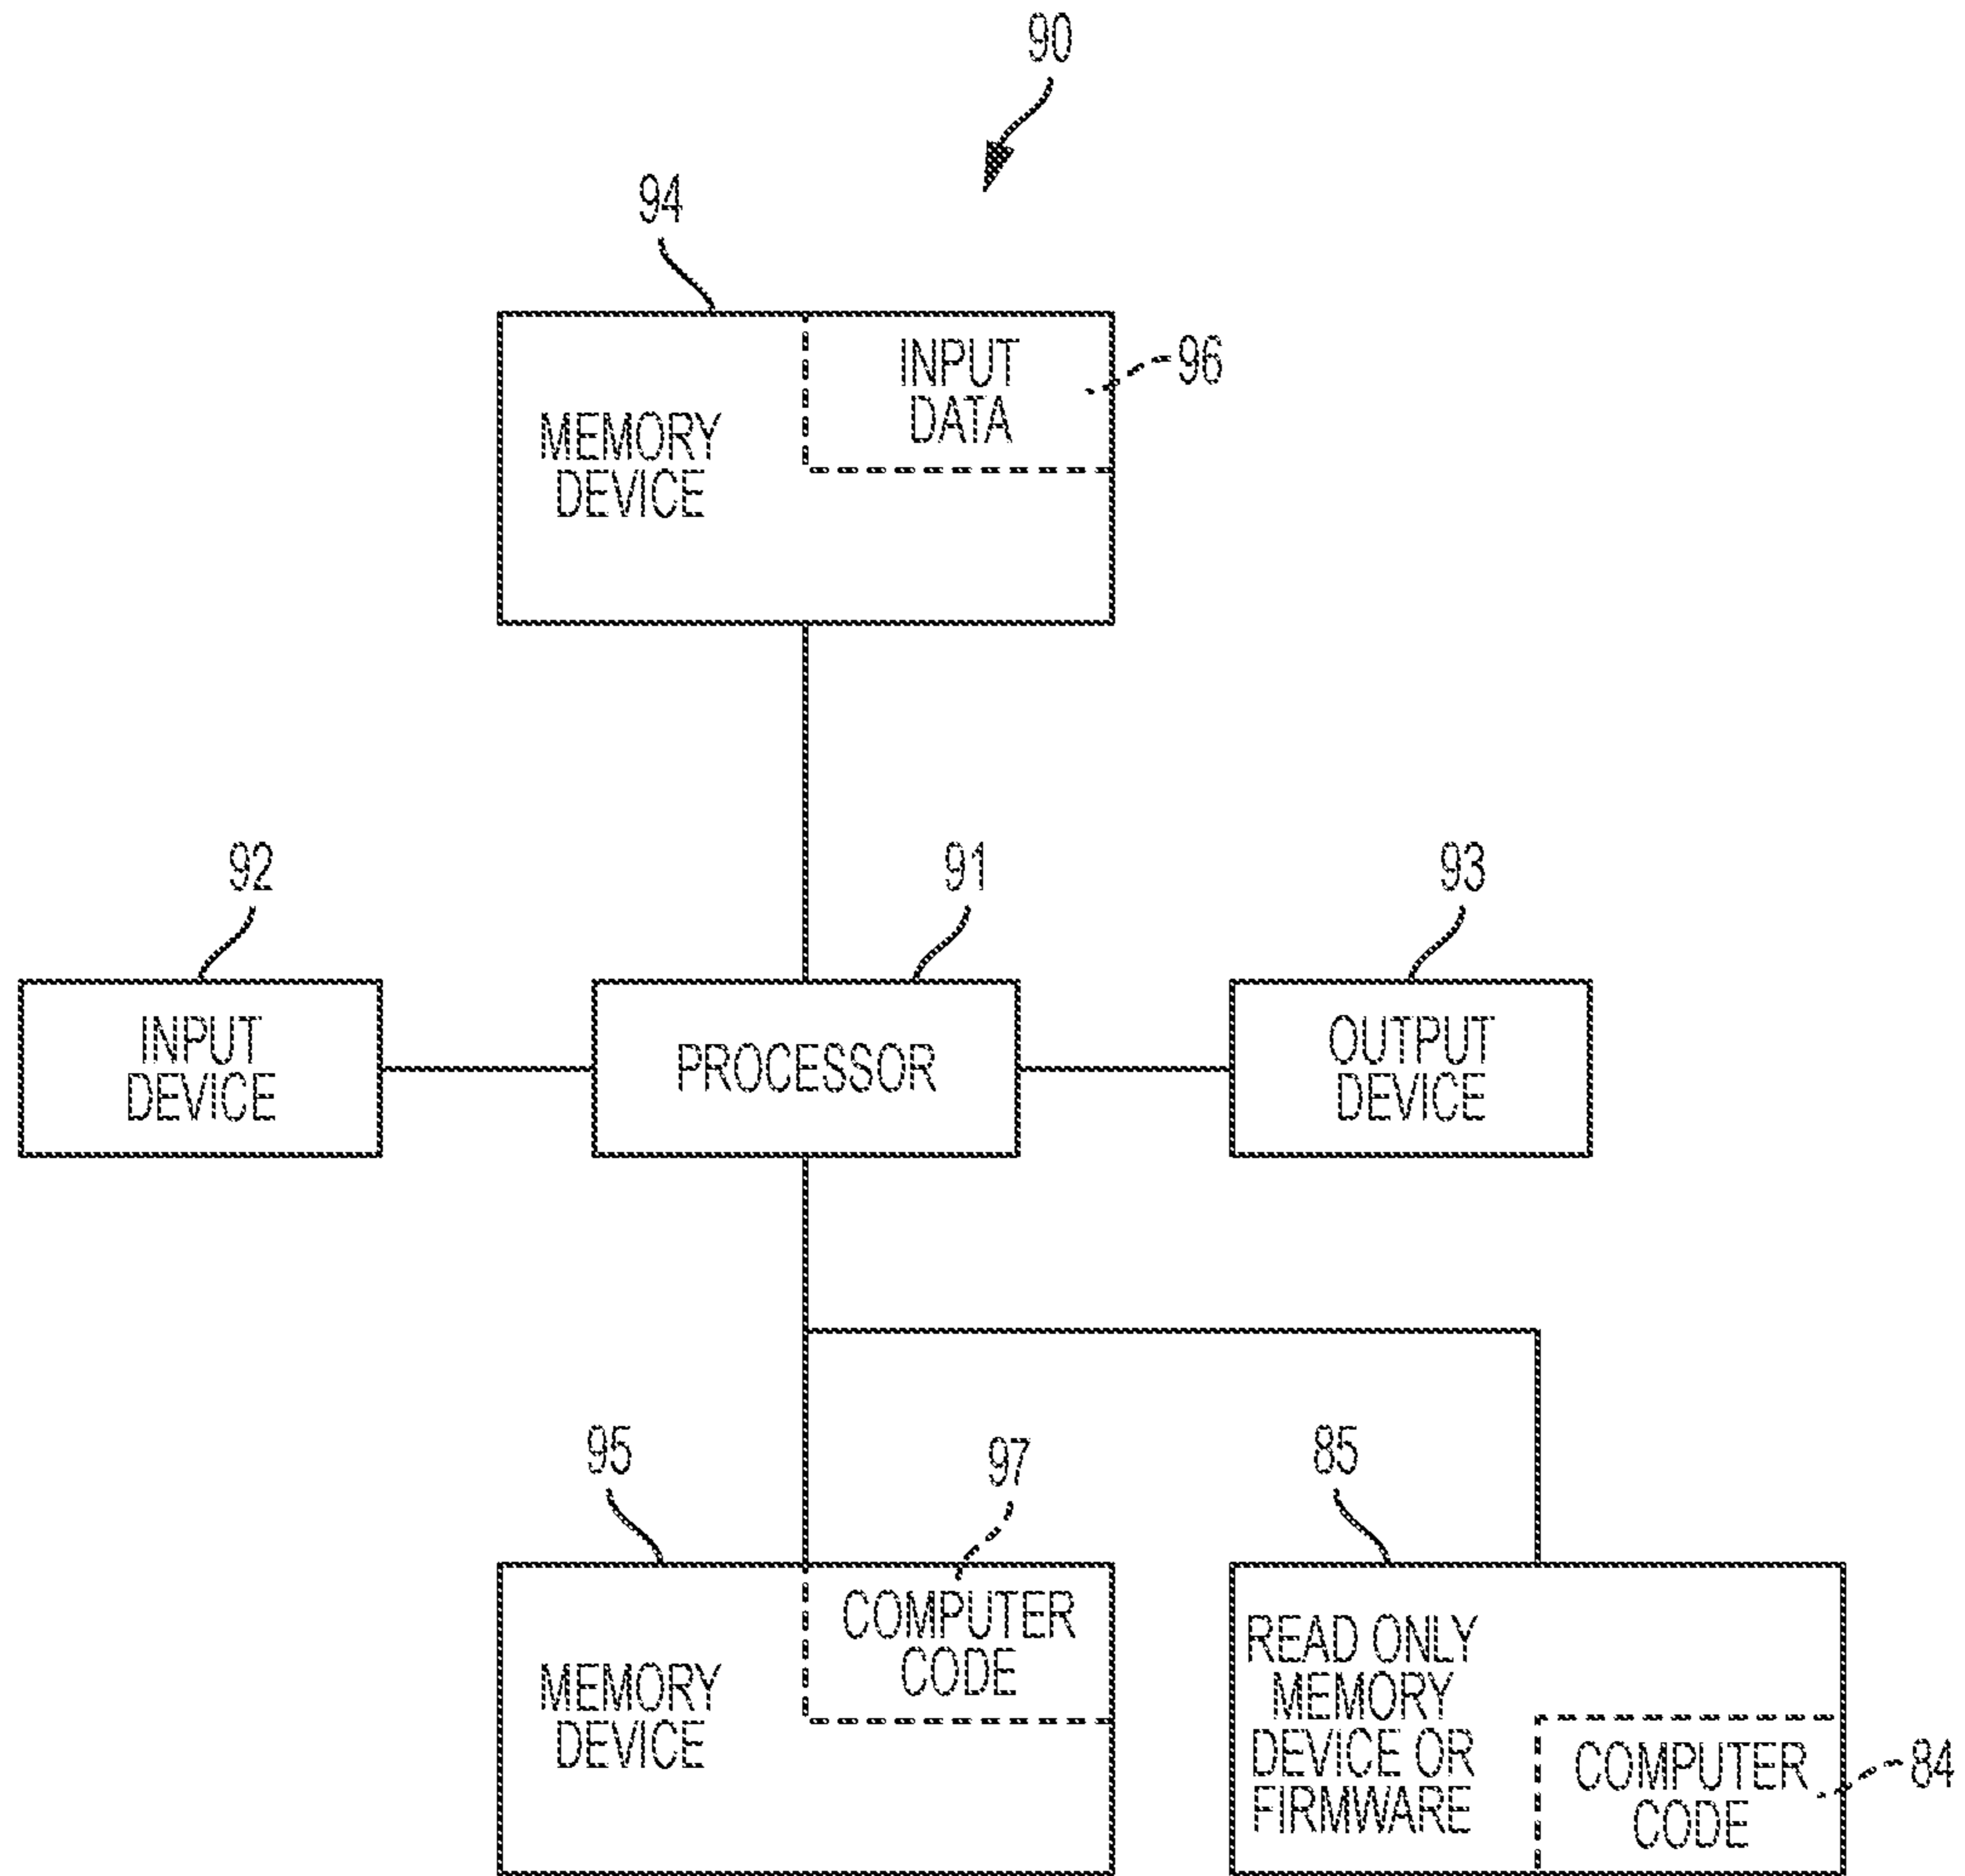 90
94
INPUT
DATA
96
MEMORY
DEVICE
92
91
93
INPUT
DEVICE
PROCESSOR
OUTPUT
DEVICE
95
97
85
COMPUTER
CODE
MEMORY
DEVICE
READ ONLY
MEMORY
DEVICE OR
FIRMWARE
COMPUTER
CODE
84